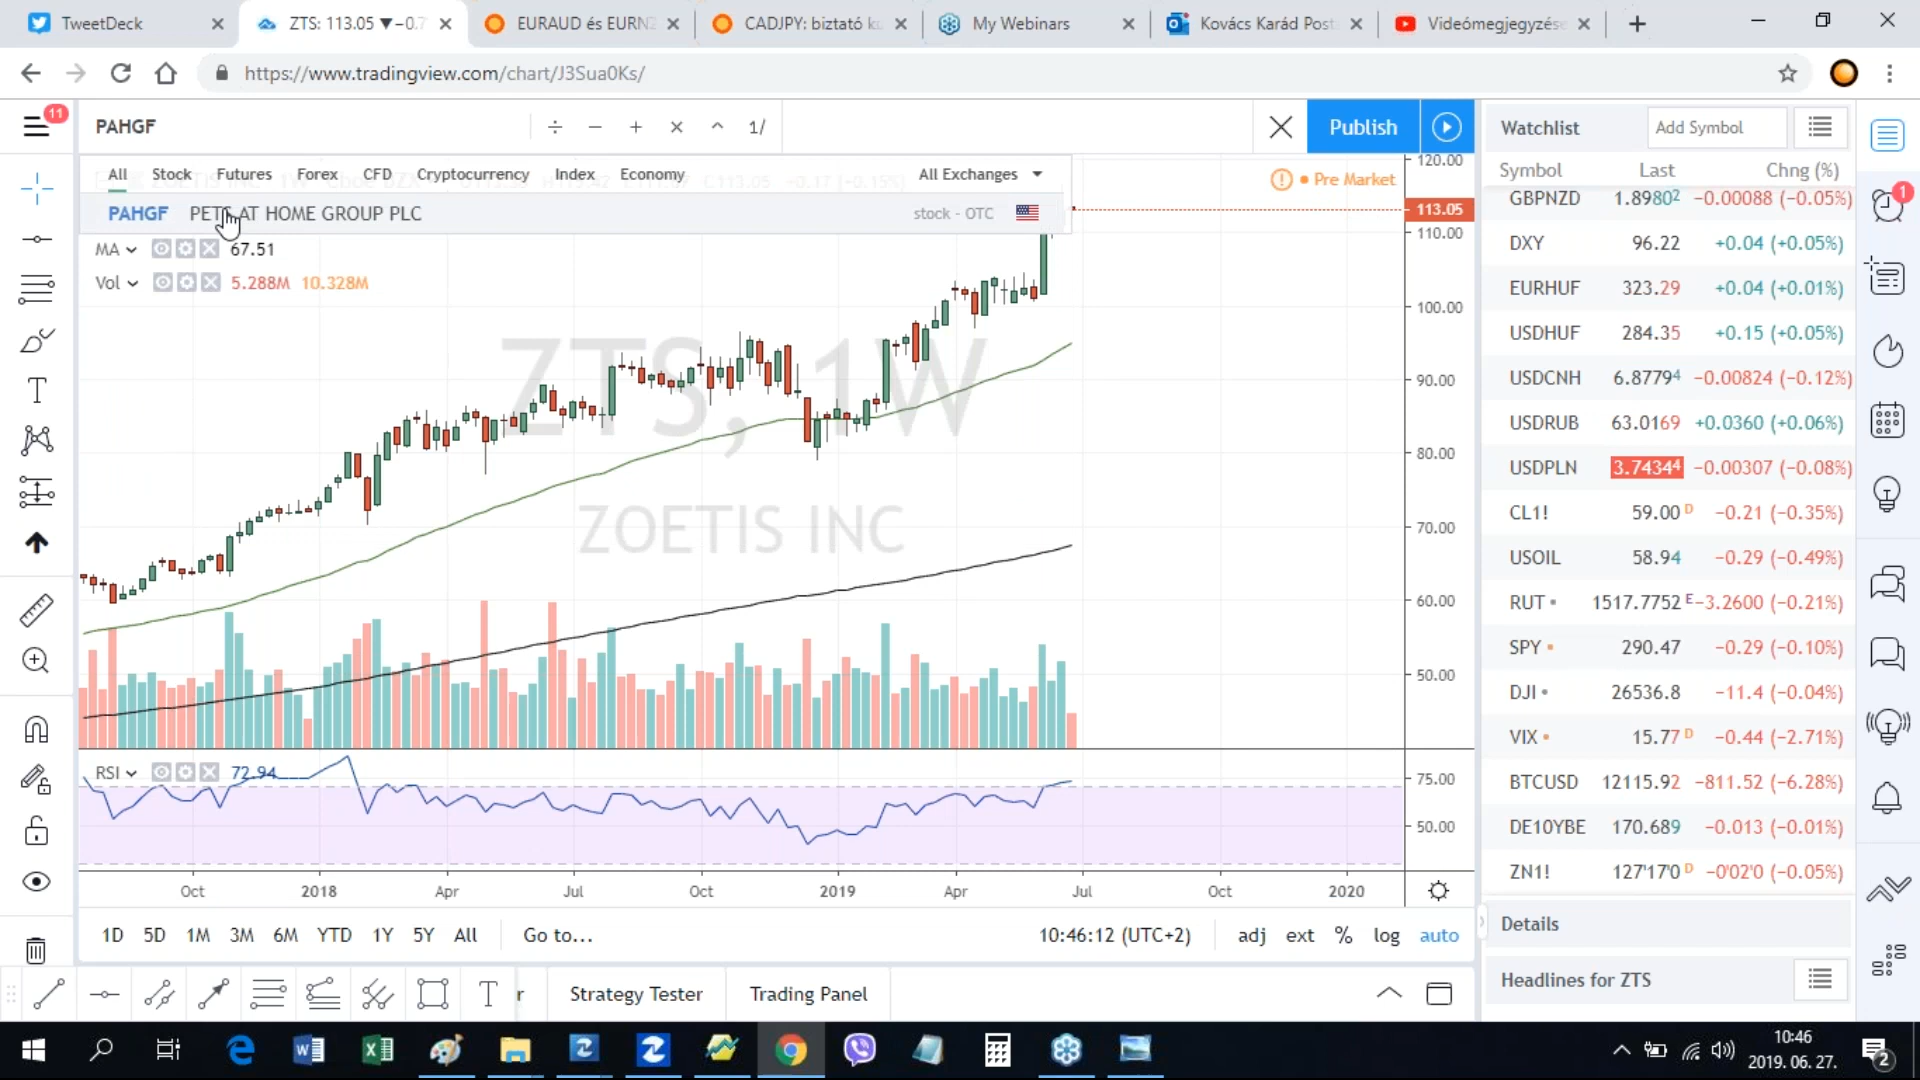 TweetDeck
ZTS: 113.05 ▼−0.7
EURAUD és EURNZ
CADJPY: biztató k
My Webinars
Kovács Karád Post
Videómegjegyzése
https://www.tradingview.com/chart/J3Sua0Ks/
11
PAHGF
÷ − + × ^ 1/
Publish
Watchlist
Add Symbol
All Stock Futures Forex CFD Cryptocurrency Index Economy
All Exchanges
PAHGF PETS AT HOME GROUP PLC
stock - OTC
Pre Market
MA 67.51
Vol 5.288M 10.328M
ZTS, 1W
ZOETIS INC
120.00
113.05
110.00
100.00
90.00
80.00
70.00
60.00
50.00
RSI 72.94
75.00
50.00
Oct 2018 Apr Jul Oct 2019 Apr Jul Oct 2020
1D 5D 1M 3M 6M YTD 1Y 5Y All Go to...
10:46:12 (UTC+2) adj ext % log auto
r Strategy Tester Trading Panel
Symbol Last Chng (%)
GBPNZD 1.89802 −0.00088 (−0.05%)
DXY 96.22 +0.04 (+0.05%)
EURHUF 323.29 +0.04 (+0.01%)
USDHUF 284.35 +0.15 (+0.05%)
USDCNH 6.87794 −0.00824 (−0.12%)
USDRUB 63.0169 +0.0360 (+0.06%)
USDPLN 3.74344 −0.00307 (−0.08%)
CL1! 59.00 D −0.21 (−0.35%)
USOIL 58.94 −0.29 (−0.49%)
RUT 1517.7752 E −3.2600 (−0.21%)
SPY 290.47 −0.29 (−0.10%)
DJI 26536.8 −11.4 (−0.04%)
VIX 15.77 D −0.44 (−2.71%)
BTCUSD 12115.92 −811.52 (−6.28%)
DE10YBE 170.689 −0.013 (−0.01%)
ZN1! 127'17'0 D −0'02'0 (−0.05%)
Details
Headlines for ZTS
1
10:46
2019. 06. 27.
2